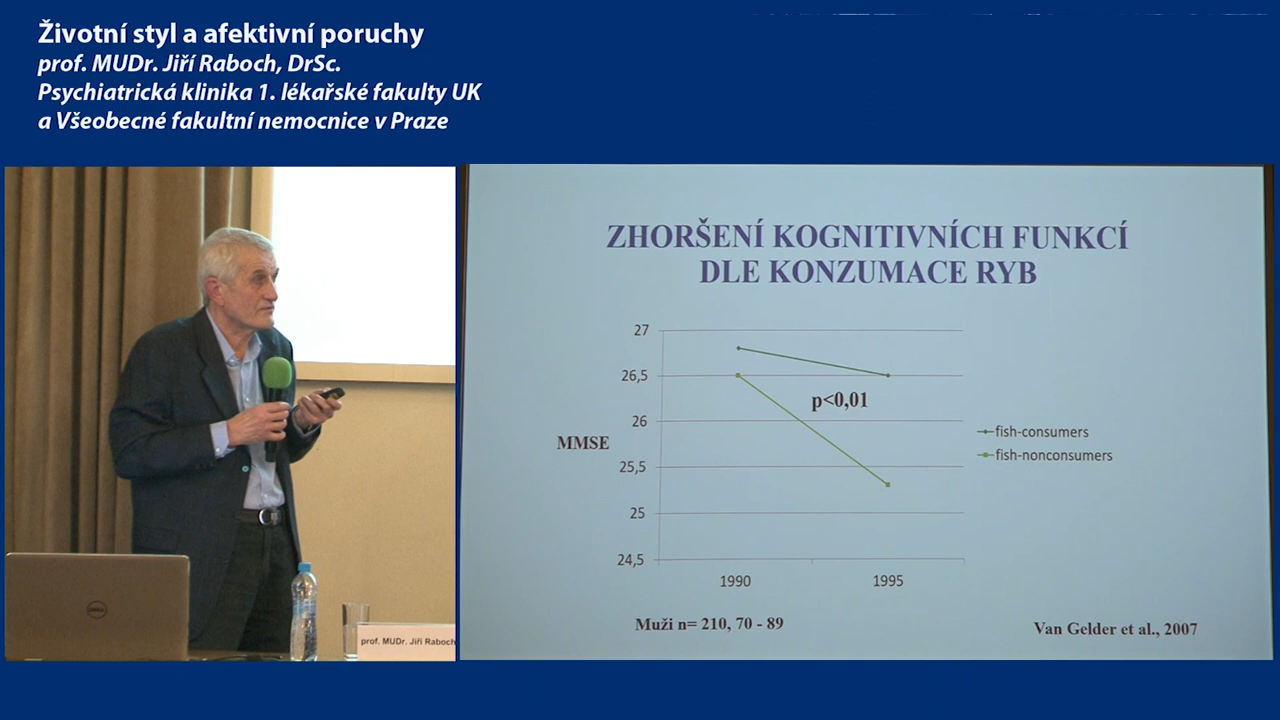 Životní styl a afektivní poruchy
prof. MUDr. Jiří Raboch, DrSc.
Psychiatrická klinika 1. lékařské fakulty UK
a Všeobecné fakultní nemocnice v Praze
ZHORŠENÍ KOGNITIVNÍCH FUNKCÍ
DLE KONZUMACE RYB
27
26,5
26
25,5
25
24,5
MMSE
p<0,01
fish-consumers
fish-nonconsumers
1990
1995
Muži n= 210, 70 - 89
Van Gelder et al., 2007
DELL
prof. MUDr. Jiří Raboch